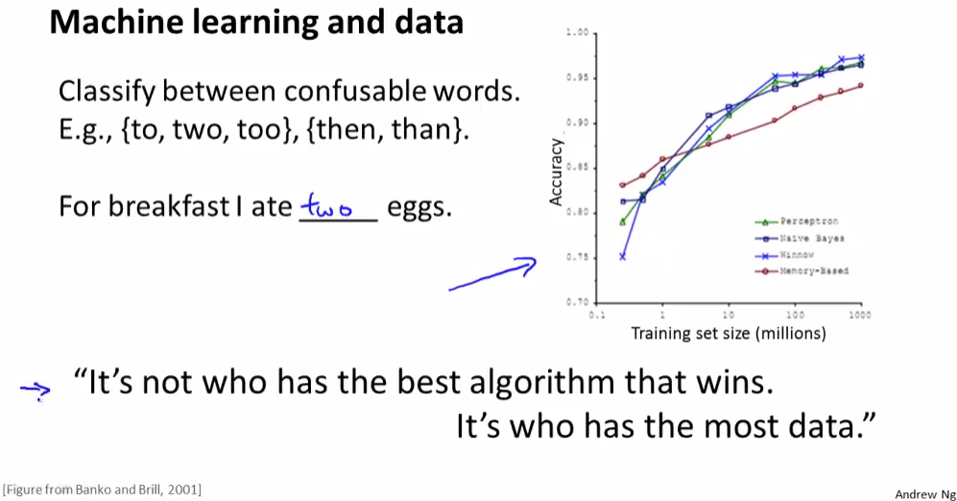 Machine learning and data
Classify between confusable words.
E.g., {to, two, too}, {then, than}.
For breakfast I ate two eggs.
1.00
0.95
0.90
0.85
0.80
0.75
0.70
Accuracy
Perceptron
Naive Bayes
Winnow
Memory-Based
0.1 1 10 100 1000
Training set size (millions)
“It’s not who has the best algorithm that wins.
It’s who has the most data.”
[Figure from Banko and Brill, 2001]
Andrew Ng